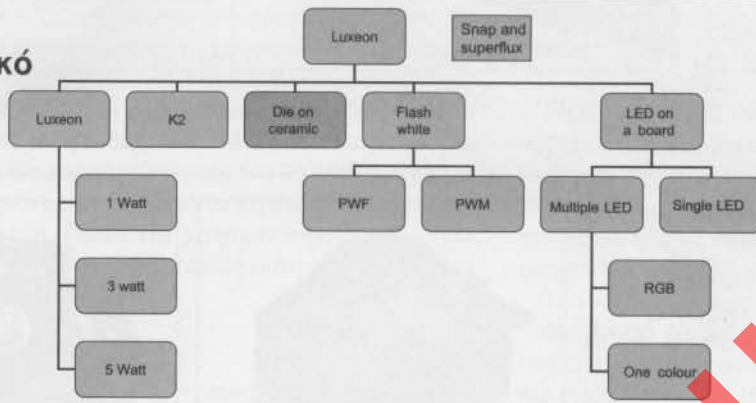 Luxeon
Snap and
superflux
κό
Luxeon
K2
Die on
ceramic
Flash
white
LED on
a board
1 Watt
PWF
PWM
Multiple LED
Single LED
3 watt
RGB
5 Watt
One colour